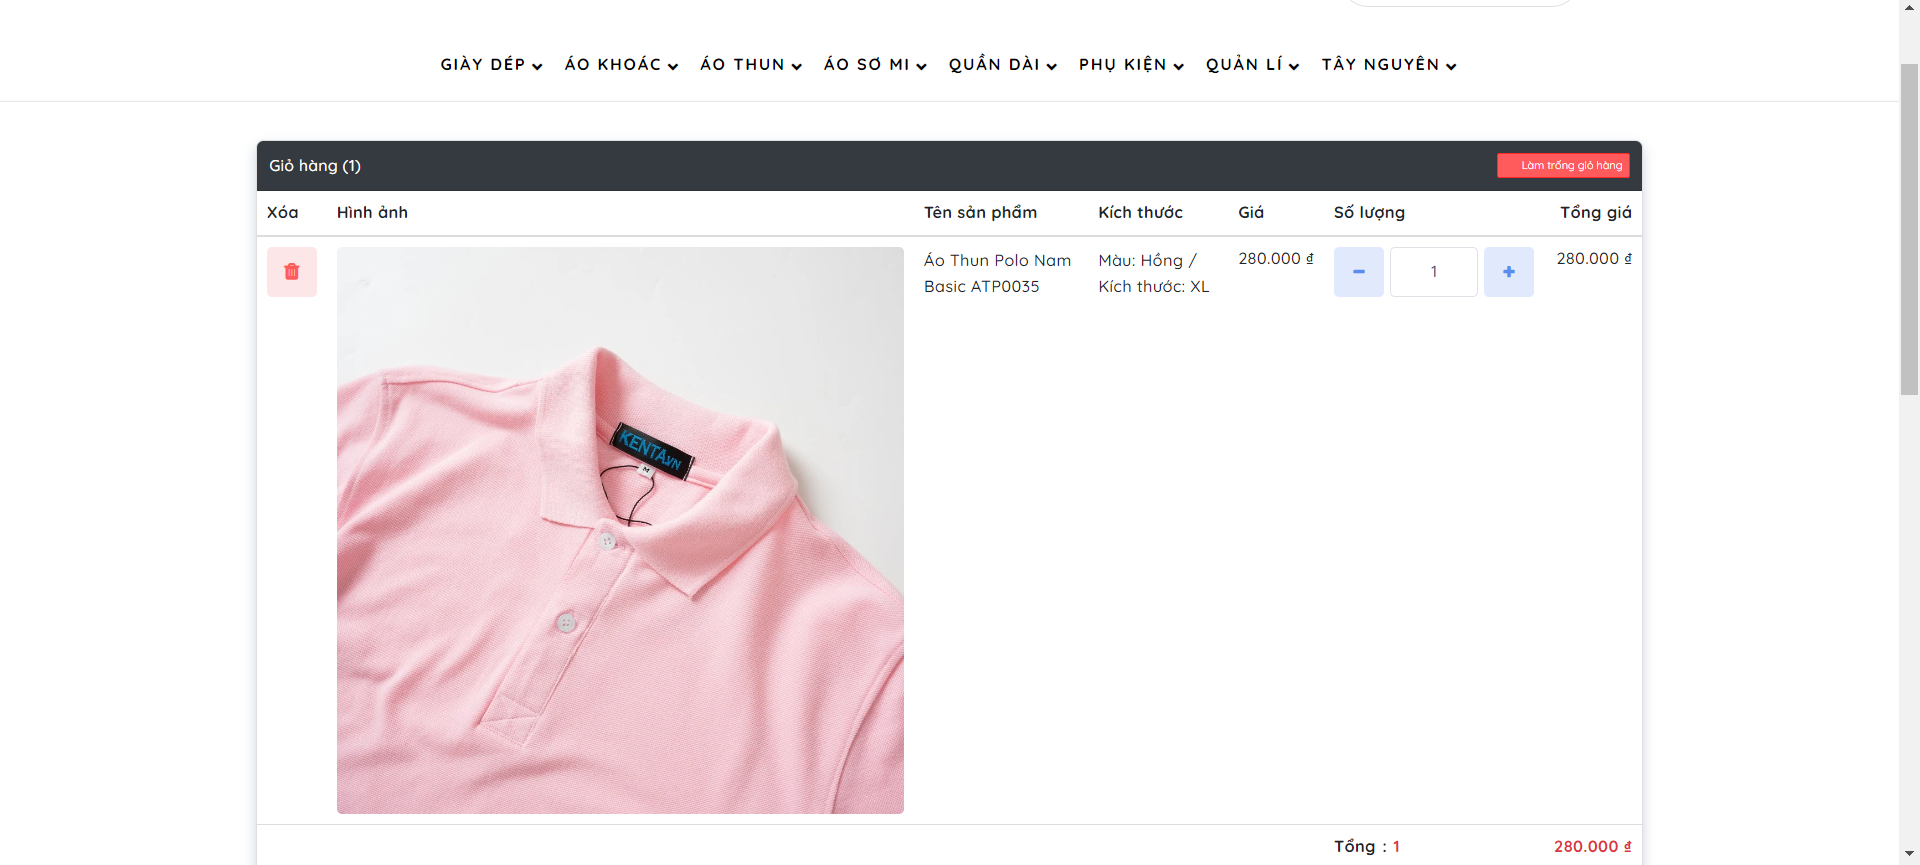 GIÀY DÉP ÁO KHOÁC ÁO THUN ÁO SƠ MI QUẦN DÀI PHỤ KIỆN QUẢN LÍ TÂY NGUYÊN
Giỏ hàng (1) Làm trống giỏ hàng
Xóa Hình ảnh Tên sản phẩm Kích thước Giá Số lượng Tổng giá
Áo Thun Polo Nam Màu: Hồng / 280.000 ₫ 1 280.000 ₫
Basic ATP0035 Kích thước: XL
KENTA.VN
M
Tổng : 1 280.000 ₫